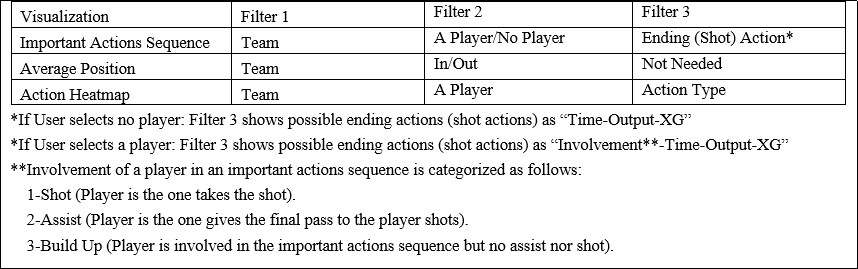 Visualization Filter 1 Filter 2 Filter 3
Important Actions Sequence Team A Player/No Player Ending (Shot) Action*
Average Position Team In/Out Not Needed
Action Heatmap Team A Player Action Type
*If User selects no player: Filter 3 shows possible ending actions (shot actions) as “Time-Output-XG”
*If User selects a player: Filter 3 shows possible ending actions (shot actions) as “Involvement**-Time-Output-XG”
**Involvement of a player in an important actions sequence is categorized as follows:
1-Shot (Player is the one takes the shot).
2-Assist (Player is the one gives the final pass to the player shots).
3-Build Up (Player is involved in the important actions sequence but no assist nor shot).